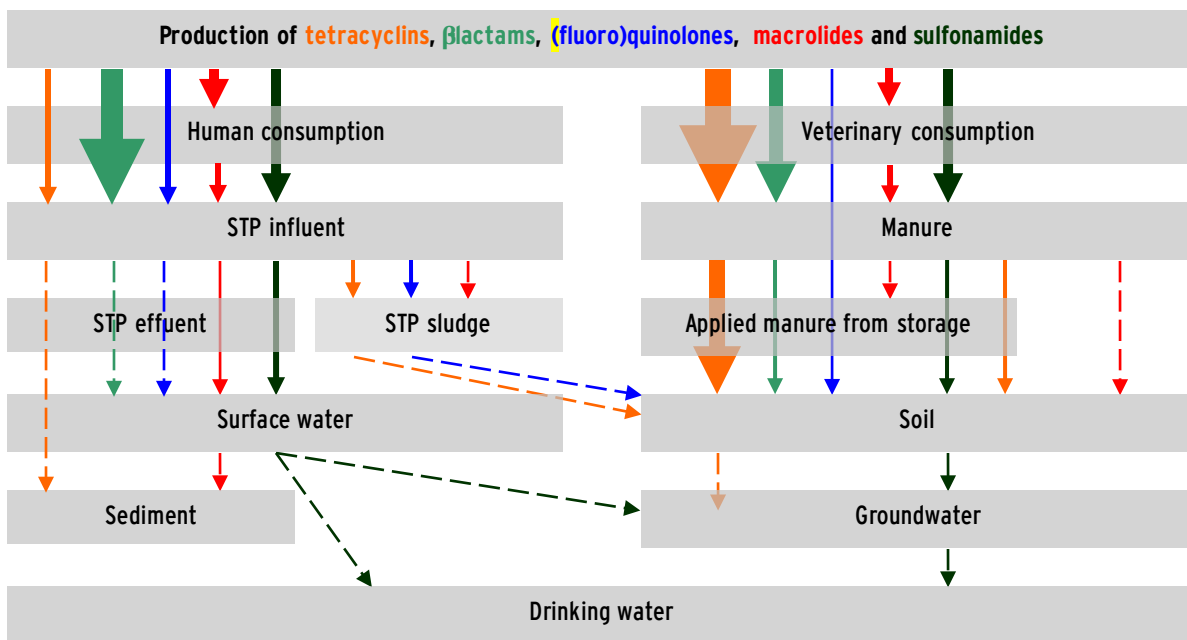 Production of tetracyclins, βlactams, (fluoro)quinolones, macrolides and sulfonamides
Human consumption
Veterinary consumption
STP influent
Manure
STP effuent
STP sludge
Applied manure from storage
Surface water
Soil
Sediment
Groundwater
Drinking water